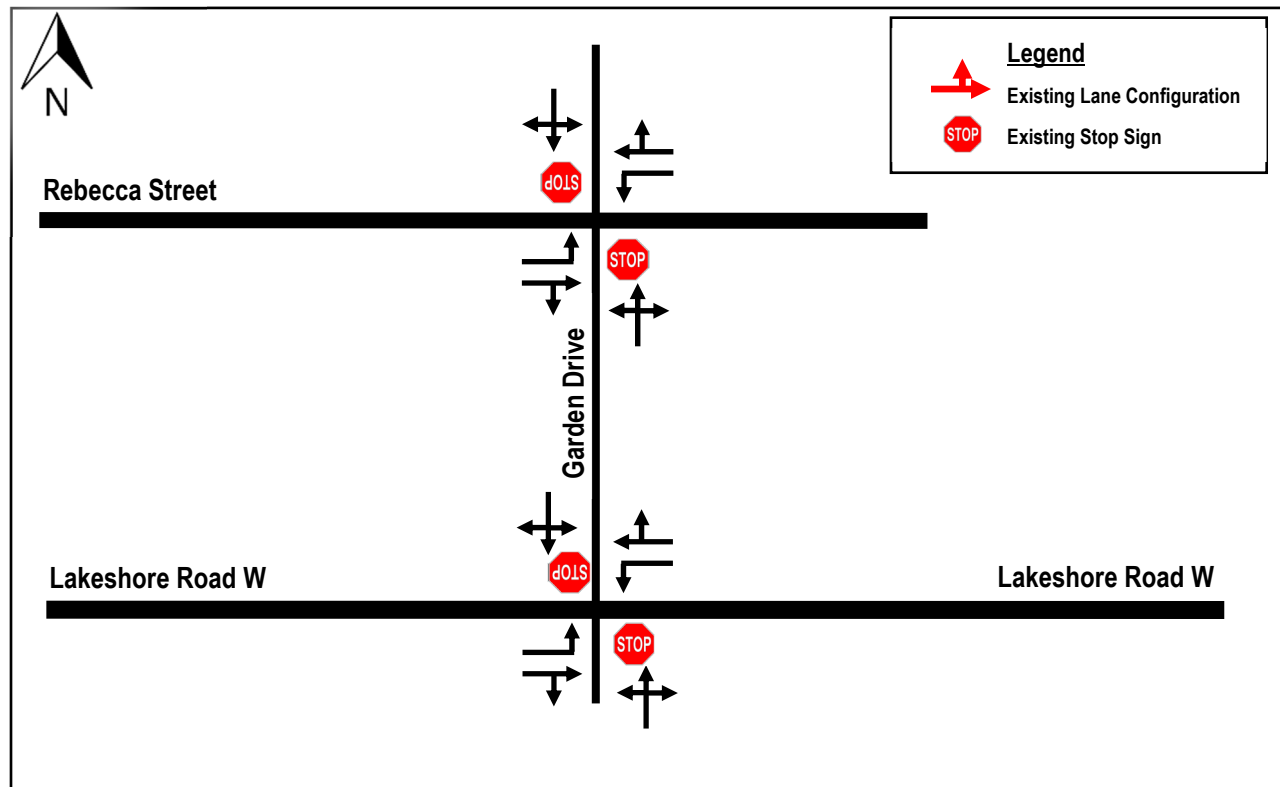 N
Legend
Existing Lane Configuration
STOP
Existing Stop Sign
STOP
Rebecca Street
STOP
Garden Drive
STOP
Lakeshore Road W
Lakeshore Road W
STOP